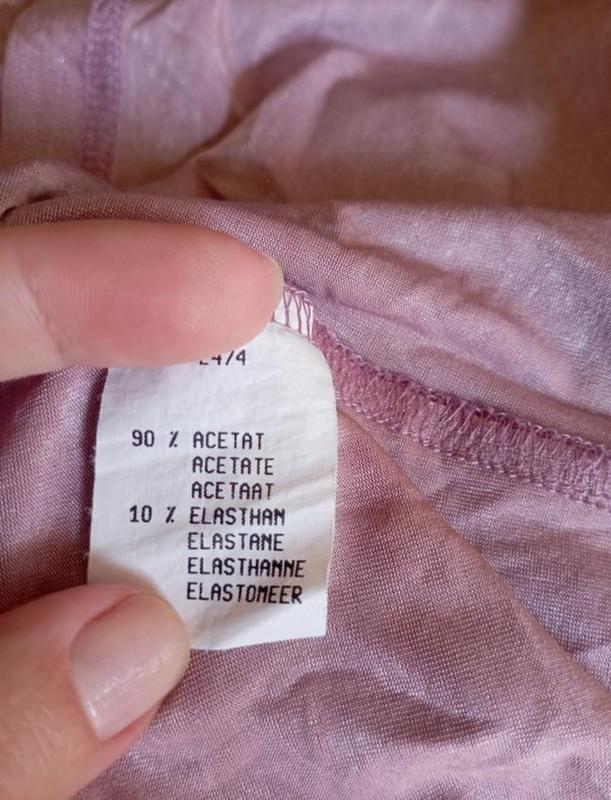 90 % ACETAT
ACETATE
ACETAAT
10 % ELASTHAN
ELASTANE
ELASTHANNE
ELASTOMEER